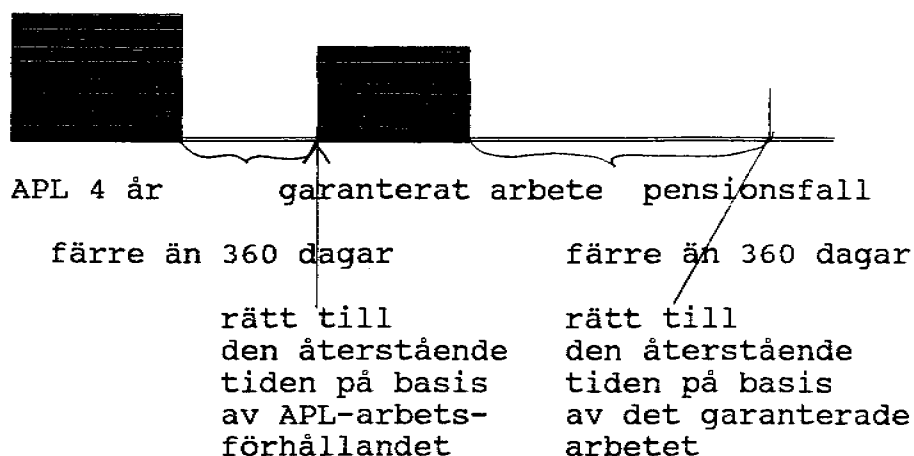 APL 4 år garanterat arbete pensionsfall
färre än 360 dagar färre än 360 dagar
rätt till
den återstående
tiden på basis
av APL-arbets-
förhållandet
rätt till
den återstående
tiden på basis
av det garanterade
arbetet